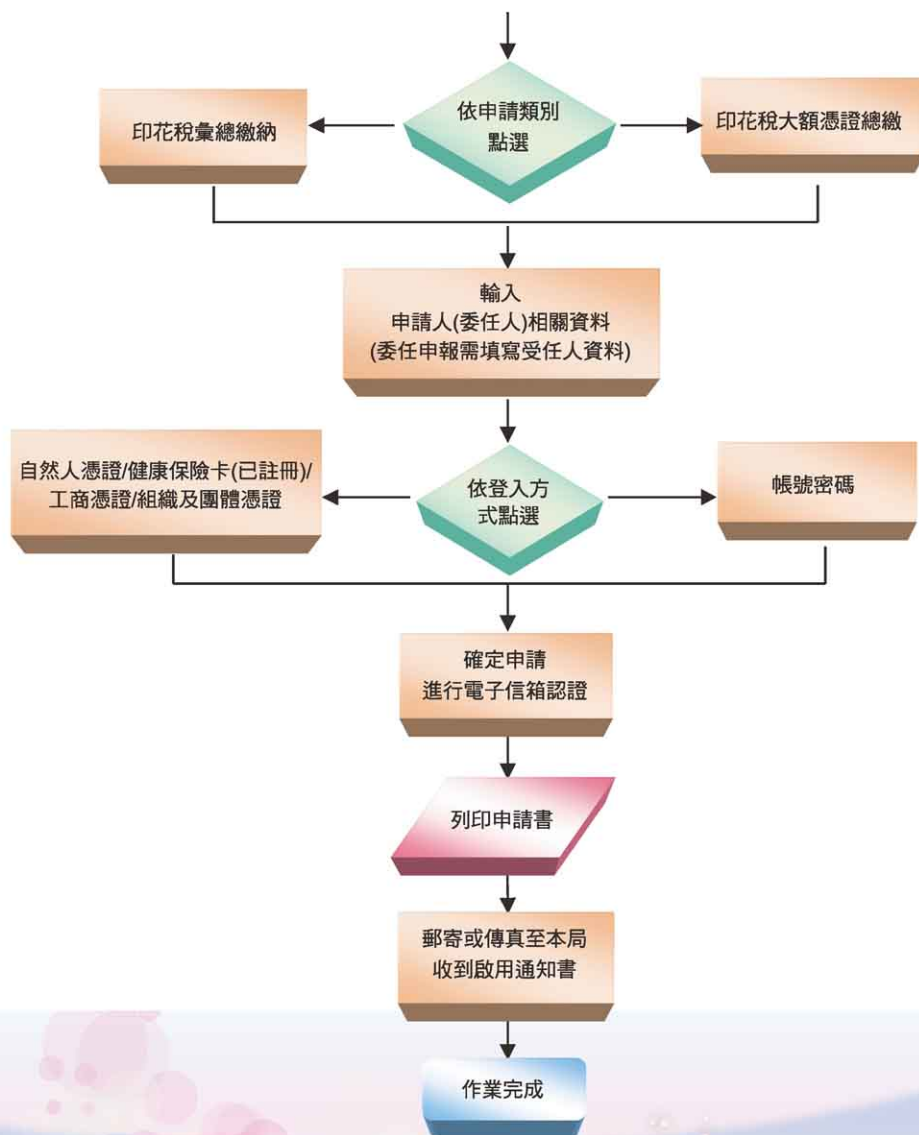 依申請類別
點選
印花稅彙總繳納
印花稅大額憑證總繳
輸入
申請人(委任人)相關資料
(委任申報需填寫受任人資料)
依登入方
式點選
自然人憑證/健康保險卡(已註冊)/
工商憑證/組織及團體憑證
帳號密碼
確定申請
進行電子信箱認證
列印申請書
郵寄或傳真至本局
收到啟用通知書
作業完成